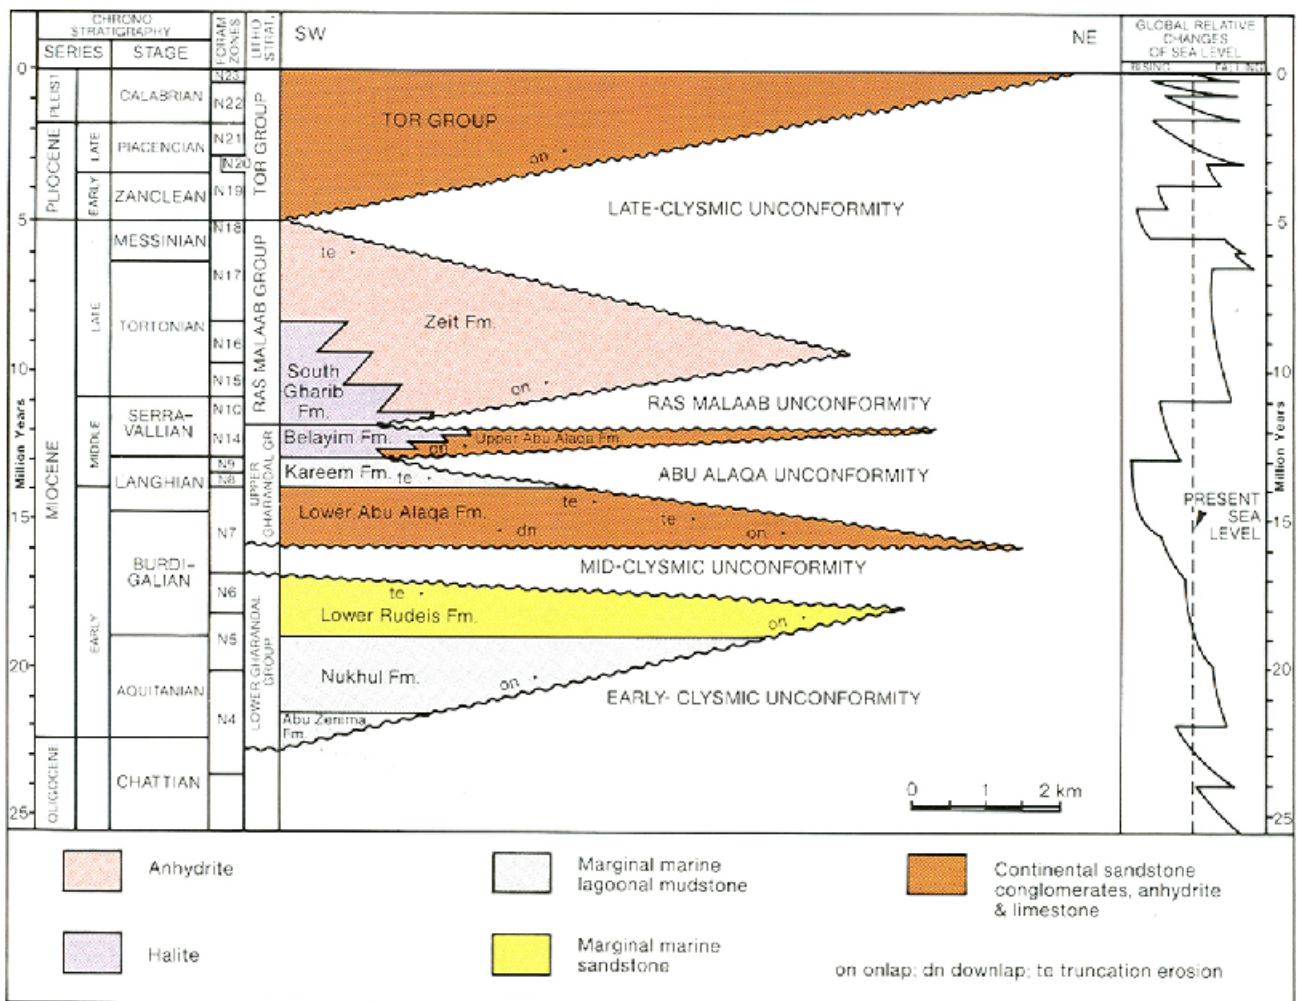 CHRONO
STRATIGRAPHY
SERIES
STAGE
FORAM
ZONES
LITHO
STRAT.
SW
NE
GLOBAL RELATIVE
CHANGES
OF SEA LEVEL
RISING
FALLING
0
5
10
15
20
25
Million Years
PLEIST
PLIOCENE
MIOCENE
OLIGOCENE
LATE
EARLY
LATE
MIDDLE
EARLY
CALABRIAN
PIACENCIAN
ZANCLEAN
MESSINIAN
TORTONIAN
SERRA-
VALLIAN
LANGHIAN
BURDI-
GALIAN
AQUITANIAN
CHATTIAN
N23
N22
N21
N20
N19
N18
N17
N16
N15
N10
N14
N9
N8
N7
N6
N5
N4
TOR GROUP
RAS MALAAB GROUP
UPPER
GHARANDAL GR
LOWER GHARANDAL
GROUP
TOR GROUP
on
LATE-CLYSMIC UNCONFORMITY
te
Zeit Fm.
South
Gharib
Fm.
on
RAS MALAAB UNCONFORMITY
Belayim Fm.
Upper Abu Alaqa Fm.
on
Kareem Fm.
te
ABU ALAQA UNCONFORMITY
Lower Abu Alaqa Fm.
te
te
dn
on
MID-CLYSMIC UNCONFORMITY
te
Lower Rudeis Fm.
on
Nukhul Fm.
on
EARLY- CLYSMIC UNCONFORMITY
Abu Zenima
Fm.
0 1 2 km
PRESENT
SEA
LEVEL
0
5
10
15
20
25
Million Years
Anhydrite
Halite
Marginal marine
lagoonal mudstone
Marginal marine
sandstone
Continental sandstone
conglomerates, anhydrite
& limestone
on onlap; dn downlap; te truncation erosion